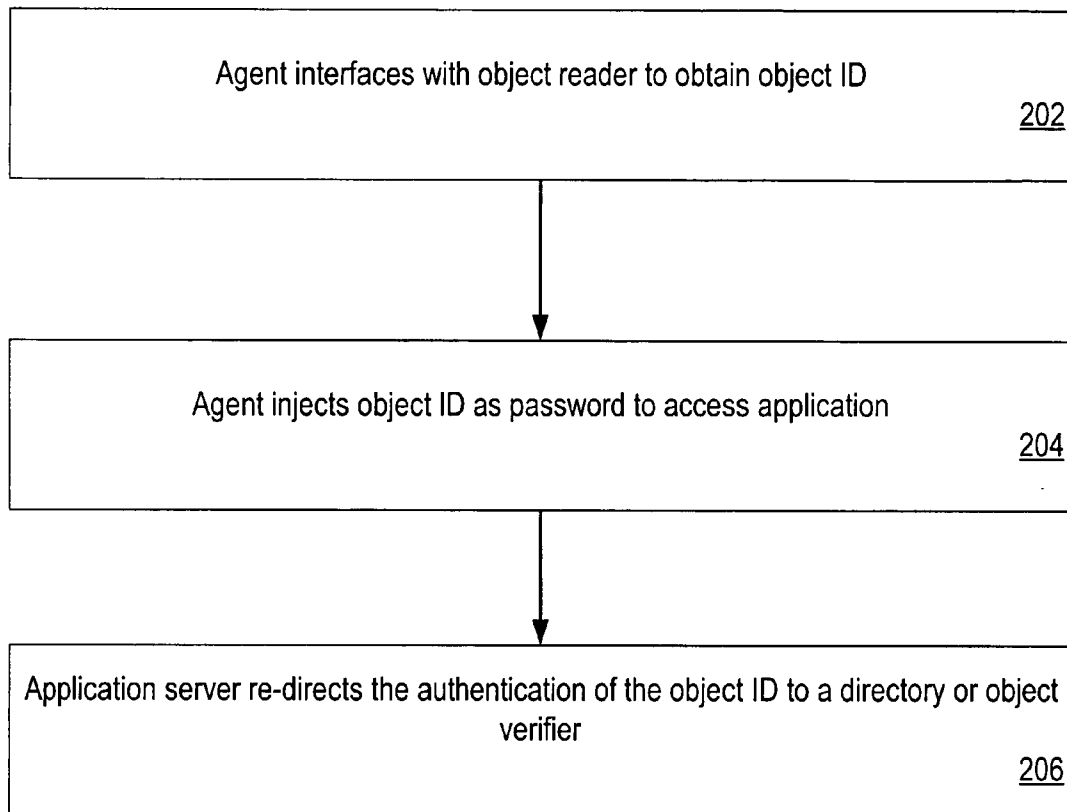 Agent interfaces with object reader to obtain object ID
202
Agent injects object ID as password to access application
204
Application server re-directs the authentication of the object ID to a directory or object
verifier
206